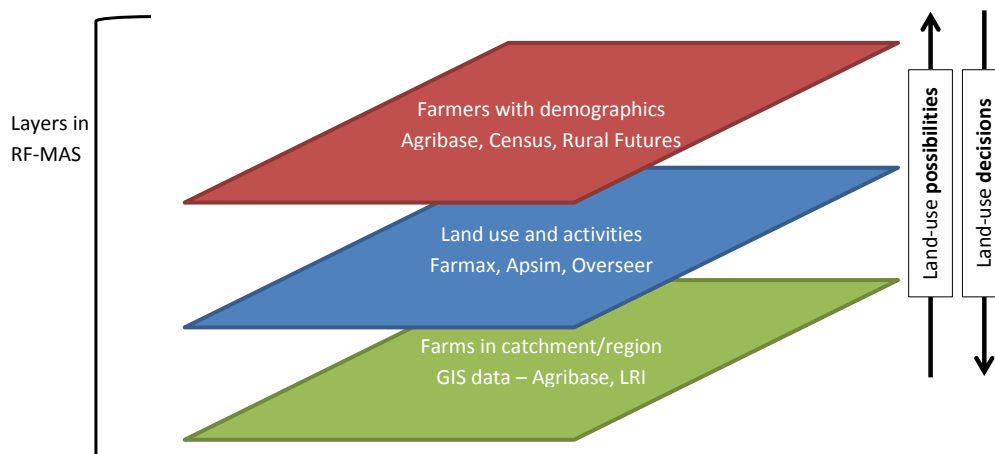 Layers in
RF-MAS
Farmers with demographics
Agribase, Census, Rural Futures
Land use and activities
Farmax, Apsim, Overseer
Farms in catchment/region
GIS data – Agribase, LRI
Land-use possibilities
Land-use decisions